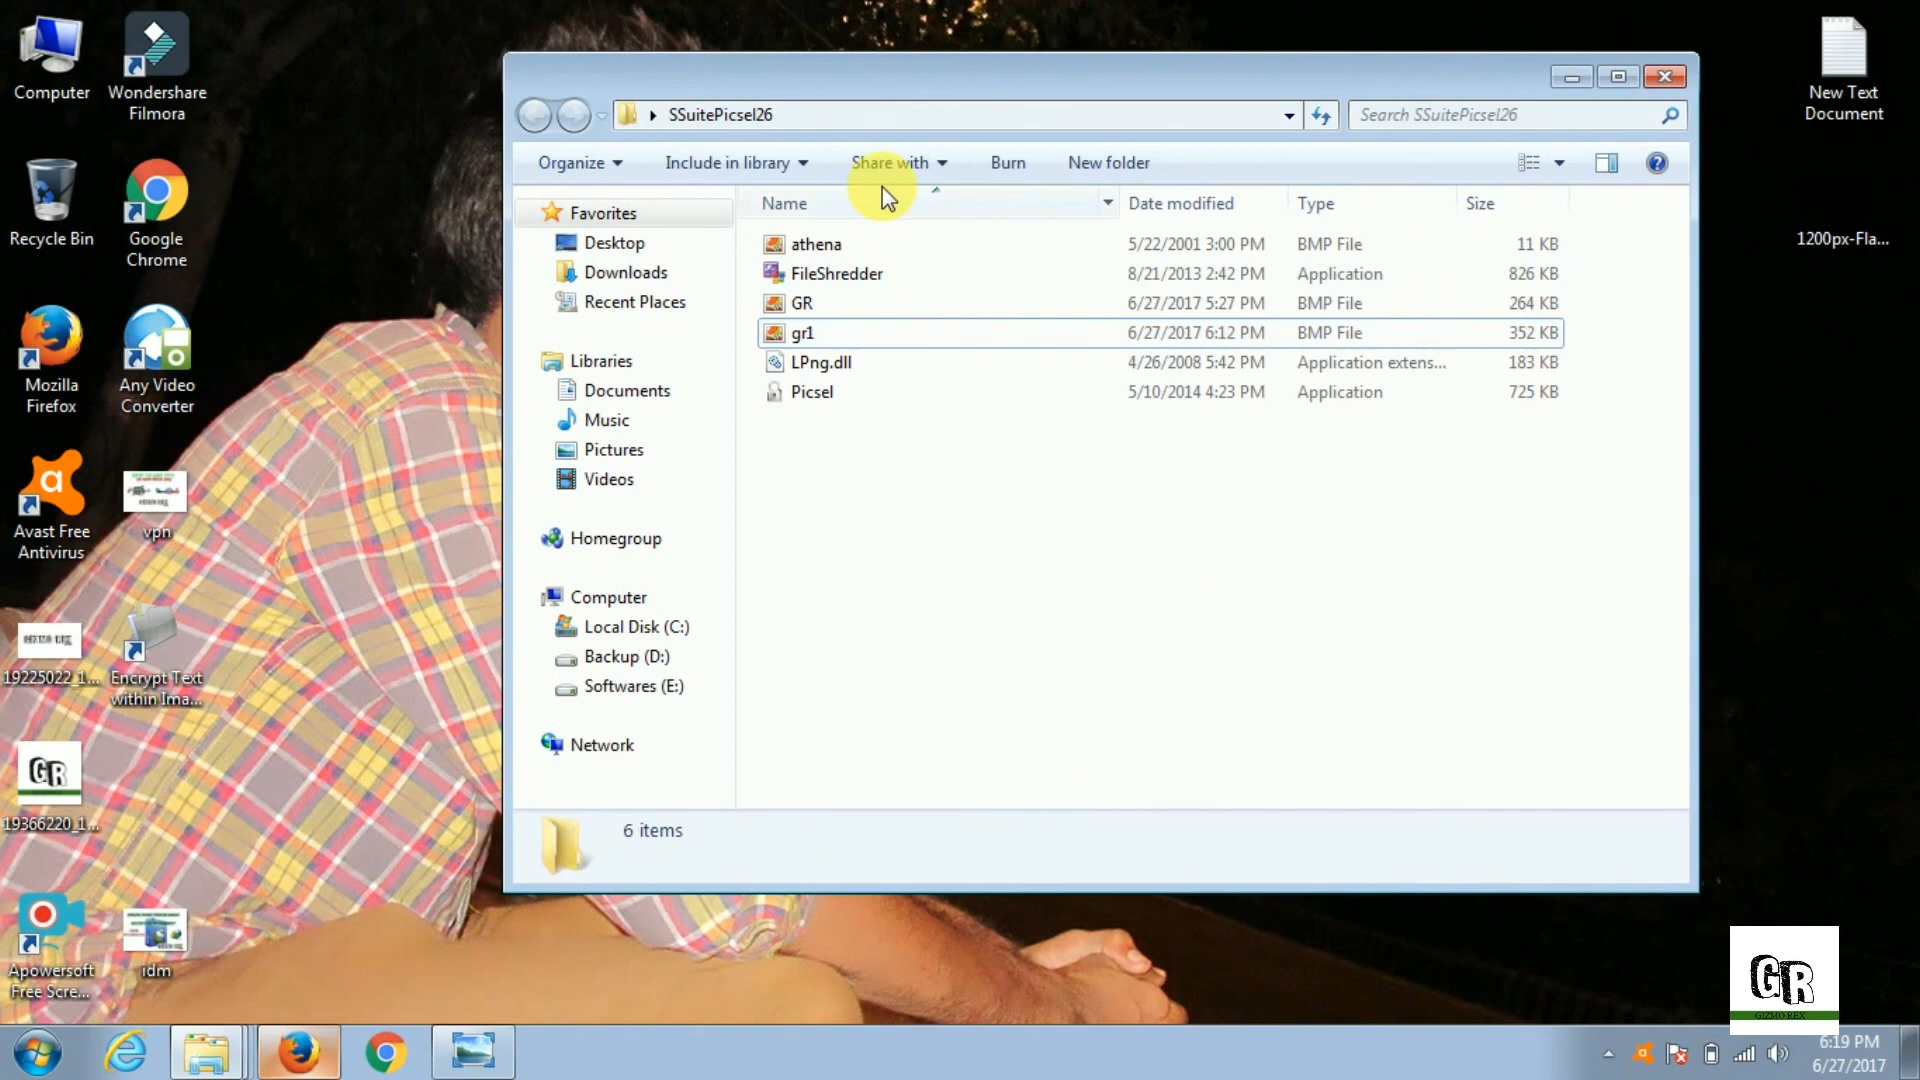 Computer
Wondershare
Filmora
Recycle Bin
Google
Chrome
Mozilla
Firefox
Any Video
Converter
Avast Free
Antivirus
vpn
19225022_1...
Encrypt Text
within Ima...
GR
19366220_1...
Apowersoft
Free Scre...
idm
SSuitePicsel26
Search SSuitePicsel26
Organize
Include in library
Share with
Burn
New folder
Favorites
Desktop
Downloads
Recent Places
Libraries
Documents
Music
Pictures
Videos
Homegroup
Computer
Local Disk (C:)
Backup (D:)
Softwares (E:)
Network
Name Date modified Type Size
athena 5/22/2001 3:00 PM BMP File 11 KB
FileShredder 8/21/2013 2:42 PM Application 826 KB
GR 6/27/2017 5:27 PM BMP File 264 KB
gr1 6/27/2017 6:12 PM BMP File 352 KB
LPng.dll 4/26/2008 5:42 PM Application extens... 183 KB
Picsel 5/10/2014 4:23 PM Application 725 KB
6 items
New Text
Document
1200px-Fla...
GR
GIZMO REX
6:19 PM
6/27/2017